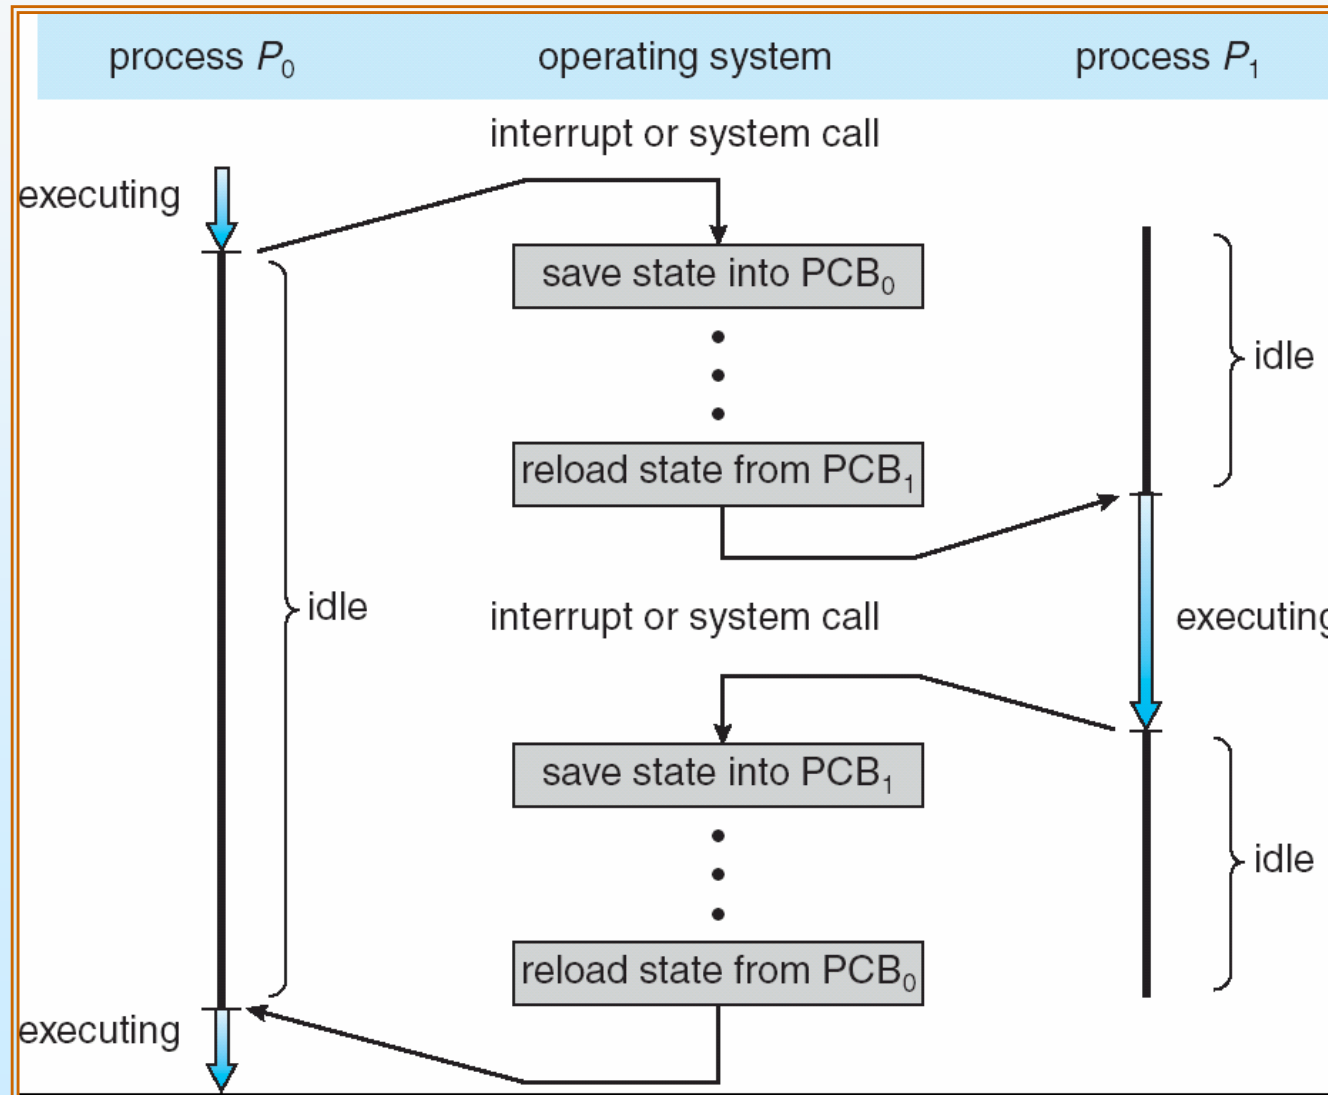 process P₀ operating system process P₁
interrupt or system call
executing
save state into PCB₀
idle
reload state from PCB₁
idle
interrupt or system call
executing
save state into PCB₁
idle
reload state from PCB₀
executing